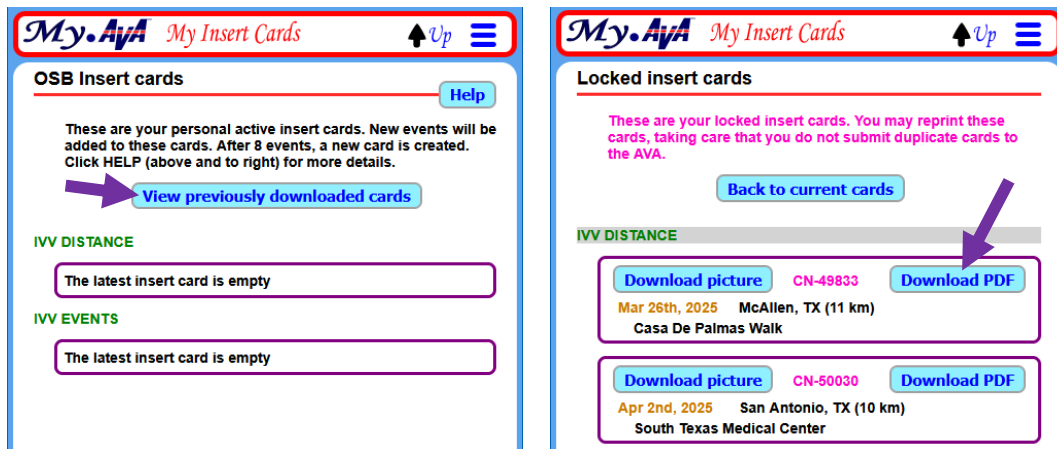 My.AVA My Insert Cards Up
OSB Insert cards
Help
These are your personal active insert cards. New events will be
added to these cards. After 8 events, a new card is created.
Click HELP (above and to right) for more details.
View previously downloaded cards
IVV DISTANCE
The latest insert card is empty
IVV EVENTS
The latest insert card is empty
My.AVA My Insert Cards Up
Locked insert cards
These are your locked insert cards. You may reprint these
cards, taking care that you do not submit duplicate cards to
the AVA.
Back to current cards
IVV DISTANCE
Download picture CN-49833 Download PDF
Mar 26th, 2025 McAllen, TX (11 km)
Casa De Palmas Walk
Download picture CN-50030 Download PDF
Apr 2nd, 2025 San Antonio, TX (10 km)
South Texas Medical Center